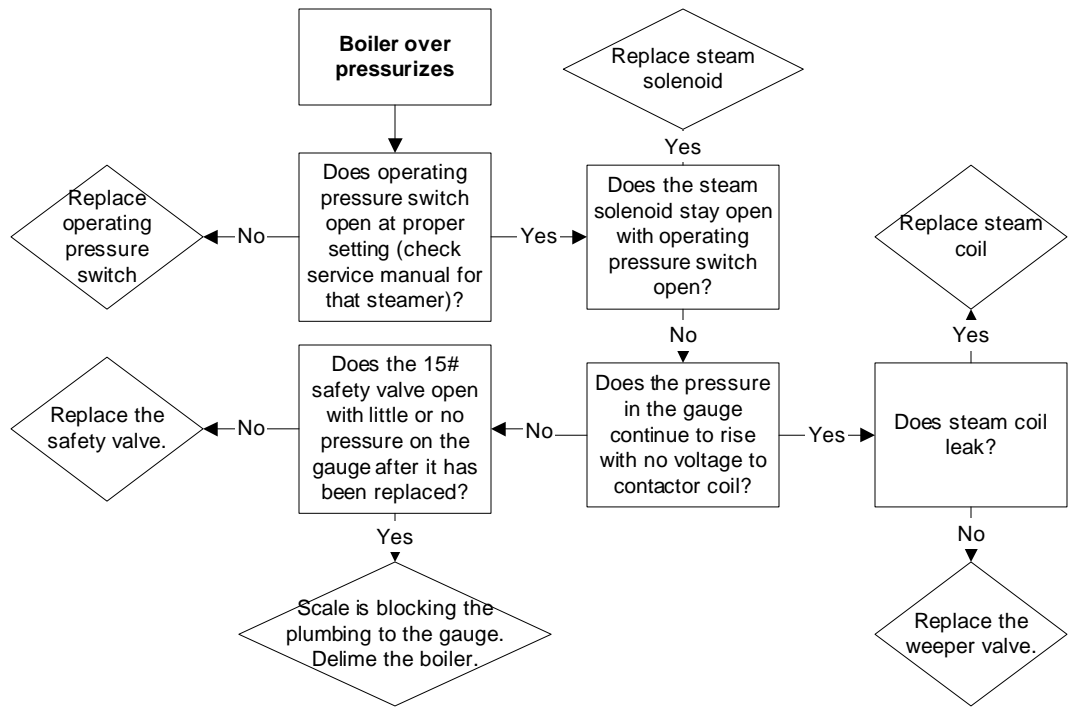 Boiler over
pressurizes
Replace steam
solenoid
Yes
Does operating
pressure switch
open at proper
setting (check
service manual for
that steamer)?
No
Replace
operating
pressure
switch
Yes
Does the steam
solenoid stay open
with operating
pressure switch
open?
Replace steam
coil
Yes
No
Does the 15#
safety valve open
with little or no
pressure on the
gauge after it has
been replaced?
No
Replace the
safety valve.
No
Does the pressure
in the gauge
continue to rise
with no voltage to
contactor coil?
Yes
Does steam coil
leak?
Yes
Scale is blocking the
plumbing to the gauge.
Delime the boiler.
No
Replace the
weeper valve.